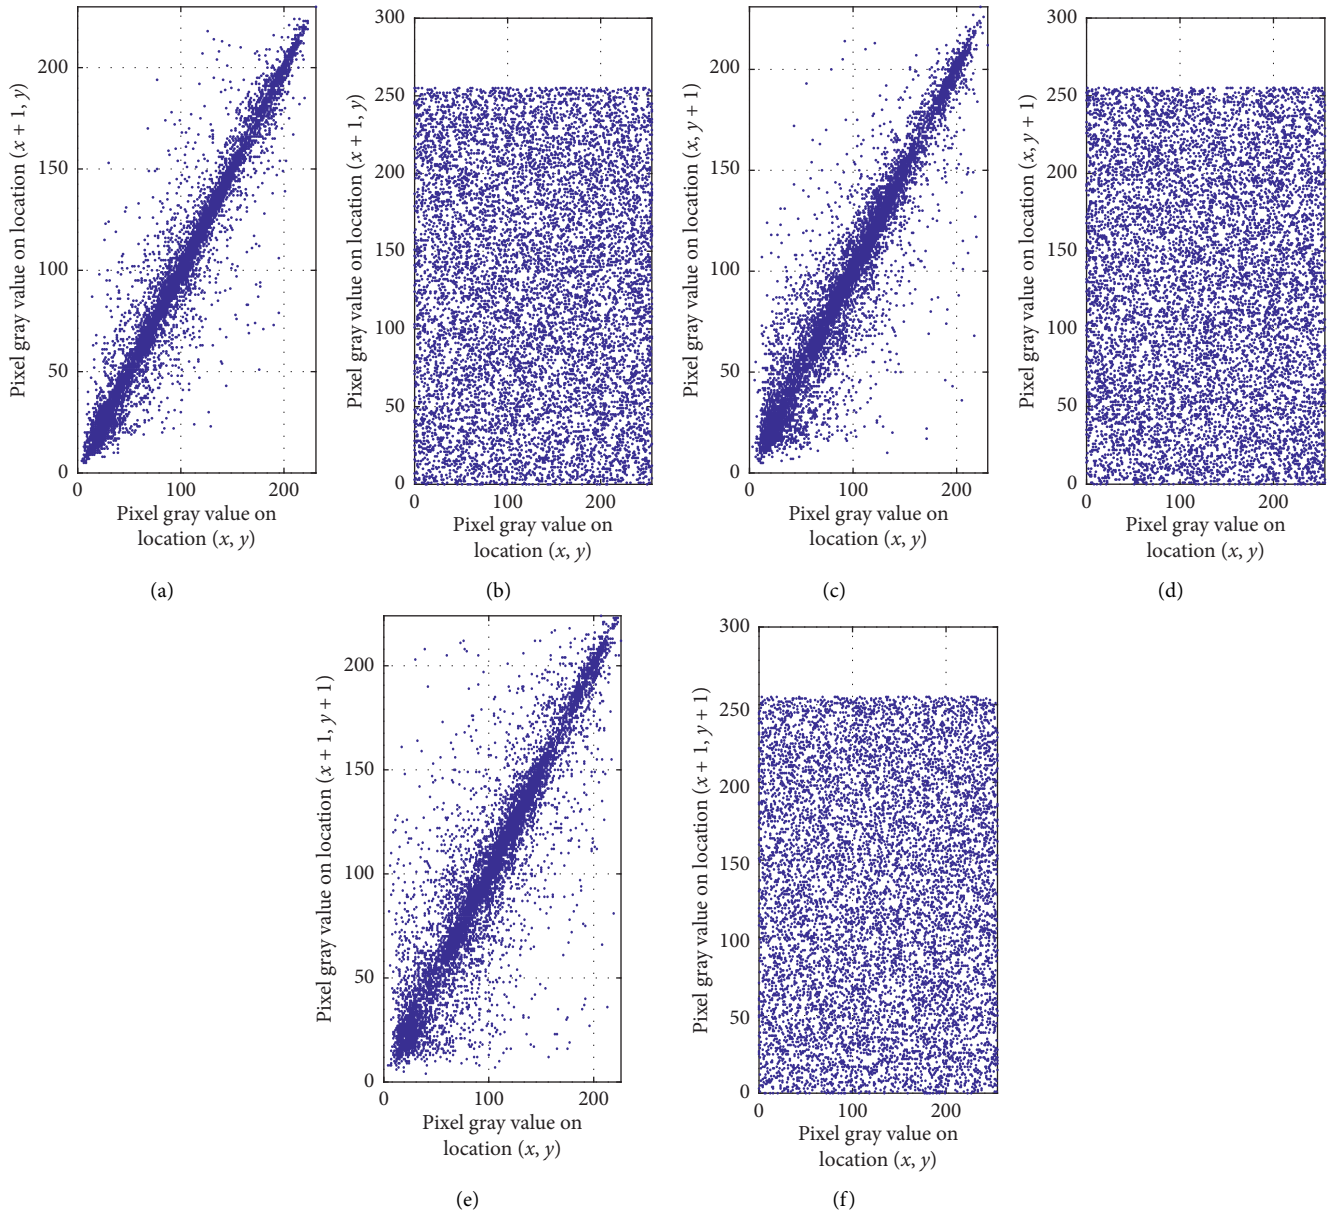 Pixel gray value on location (x + 1, y)
200
150
100
50
0
0
100
200
Pixel gray value on
location (x, y)
(a)
Pixel gray value on location (x + 1, y)
300
250
200
150
100
50
0
0
100
200
Pixel gray value on
location (x, y)
(b)
Pixel gray value on location (x, y + 1)
200
150
100
50
0
0
100
200
Pixel gray value on
location (x, y)
(c)
Pixel gray value on location (x, y + 1)
300
250
200
150
100
50
0
0
100
200
Pixel gray value on
location (x, y)
(d)
Pixel gray value on location (x + 1, y + 1)
200
150
100
50
0
0
100
200
Pixel gray value on
location (x, y)
(e)
Pixel gray value on location (x + 1, y + 1)
300
250
200
150
100
50
0
0
100
200
Pixel gray value on
location (x, y)
(f)